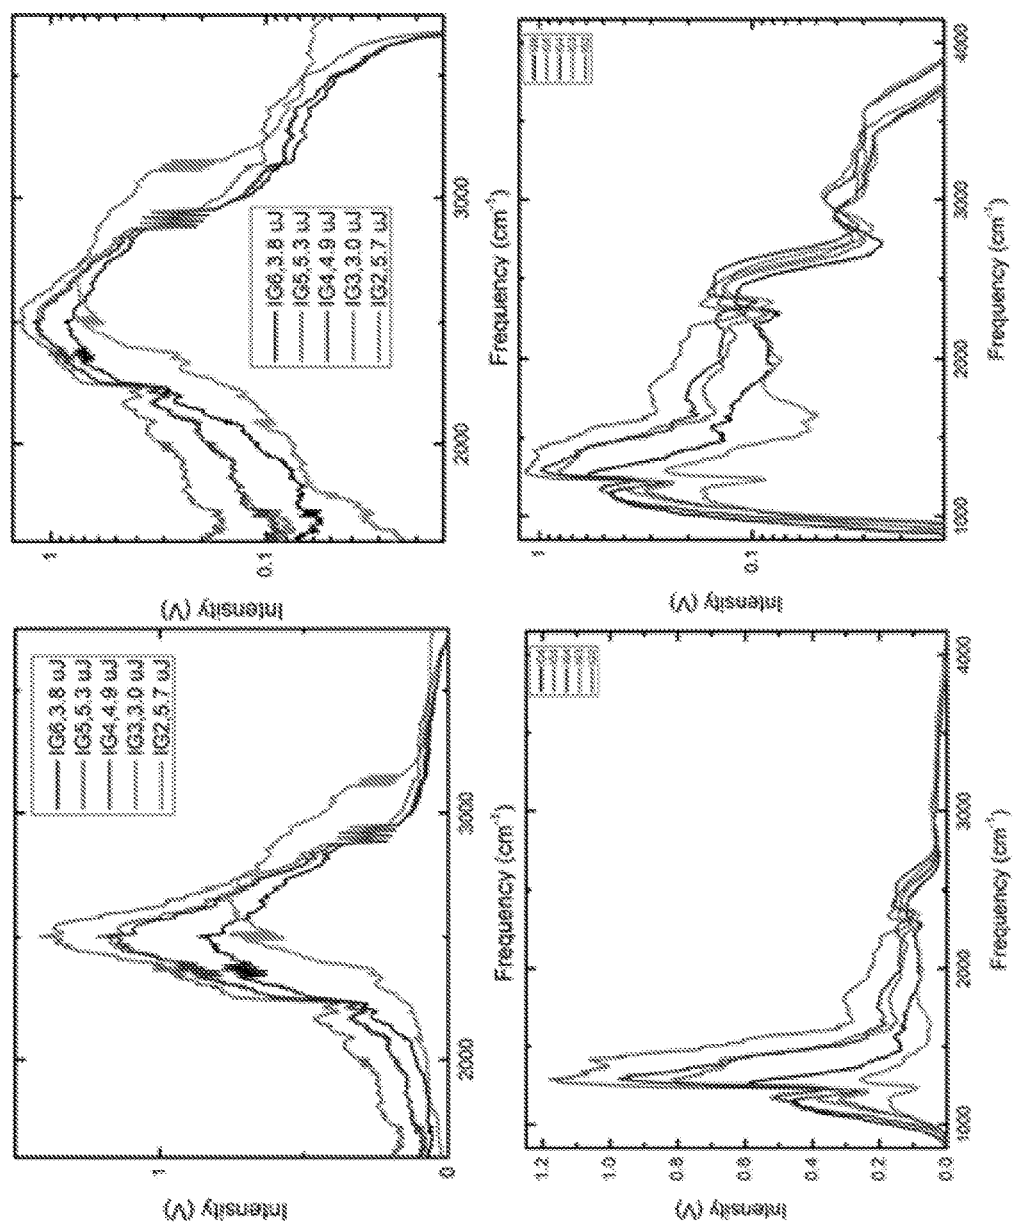 Intensity (V)
1
0
2000
3000
Frequency (cm⁻¹)
IG6,3.8 uJ
IG5,5.3 uJ
IG4,4.9 uJ
IG3,3.0 uJ
IG2,5.7 uJ
Intensity (V)
1
0.1
2000
3000
Frequency (cm⁻¹)
IG6,3.8 uJ
IG5,5.3 uJ
IG4,4.9 uJ
IG3,3.0 uJ
IG2,5.7 uJ
Intensity (V)
1.2
1.0
0.8
0.6
0.4
0.2
0.0
1000
2000
3000
4000
Frequency (cm⁻¹)
Intensity (V)
1
0.1
1000
2000
3000
4000
Frequency (cm⁻¹)